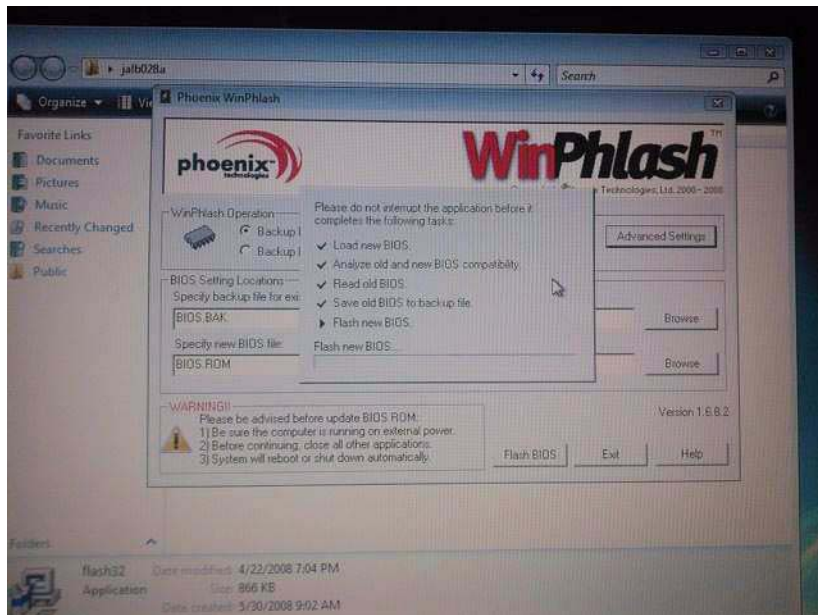 jalb028a
Search
Organize
Phoenix WinPhlash
Favorite Links
Documents
Pictures
Music
Recently Changed
Searches
Public
phoenix
technologies
WinPhlash™
Technologies, Ltd. 2000-2008
WinPhlash Operation
Backup
Backup
Advanced Settings
Please do not interrupt the application before it
completes the following tasks:
Load new BIOS.
Analyze old and new BIOS compatibility.
Read old BIOS.
Save old BIOS to backup file.
Flash new BIOS.
Flash new BIOS...
BIOS Setting Locations
Specify backup file for
BIOS.BAK
Browse
Specify new BIOS file:
BIOS.ROM
Browse
WARNING!!
Please be advised before update BIOS ROM.
1) Be sure the computer is running on external power.
2) Before continuing, close all other applications.
3) System will reboot or shut down automatically.
Version 1.6.8.2
Flash BIOS
Exit
Help
Folders
flash32
Application
Date modified: 4/22/2008 7:04 PM
Size: 866 KB
Date created: 5/30/2008 9:02 AM